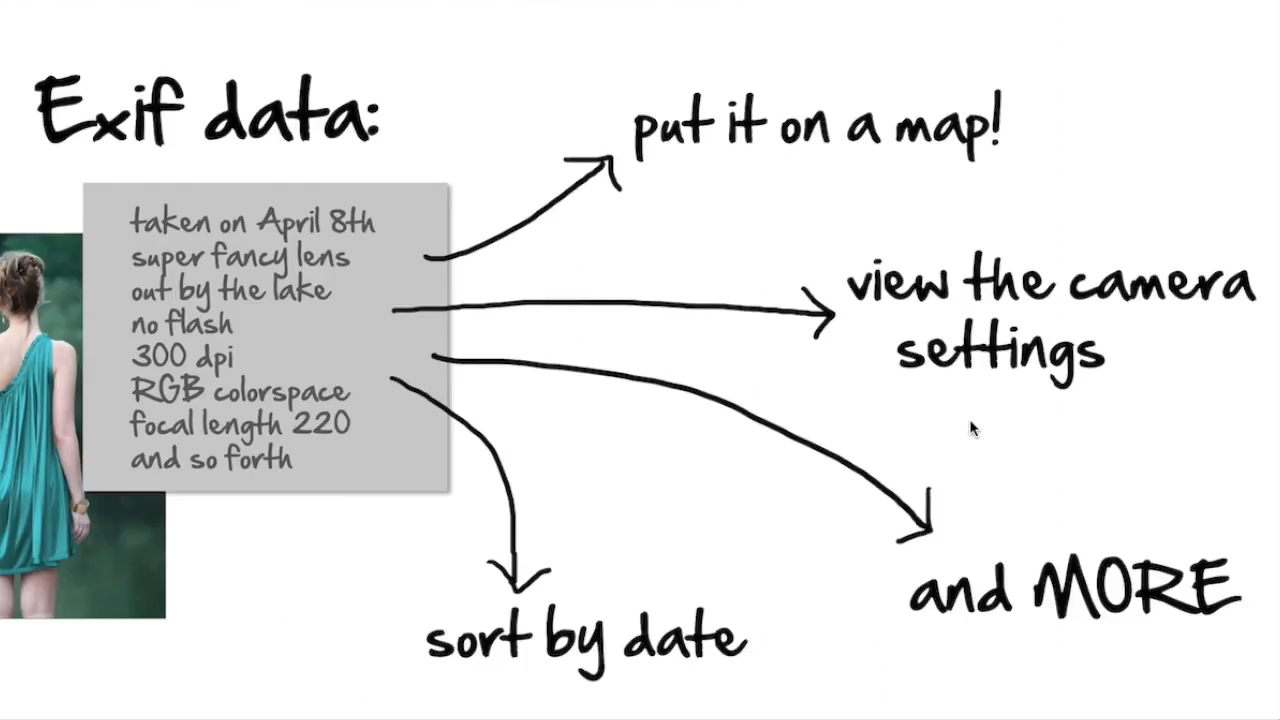 Exif data:
put it on a map!
taken on April 8th
super fancy lens
out by the lake
no flash
300 dpi
RGB colorspace
focal length 220
and so forth
view the camera
settings
and MORE
sort by date